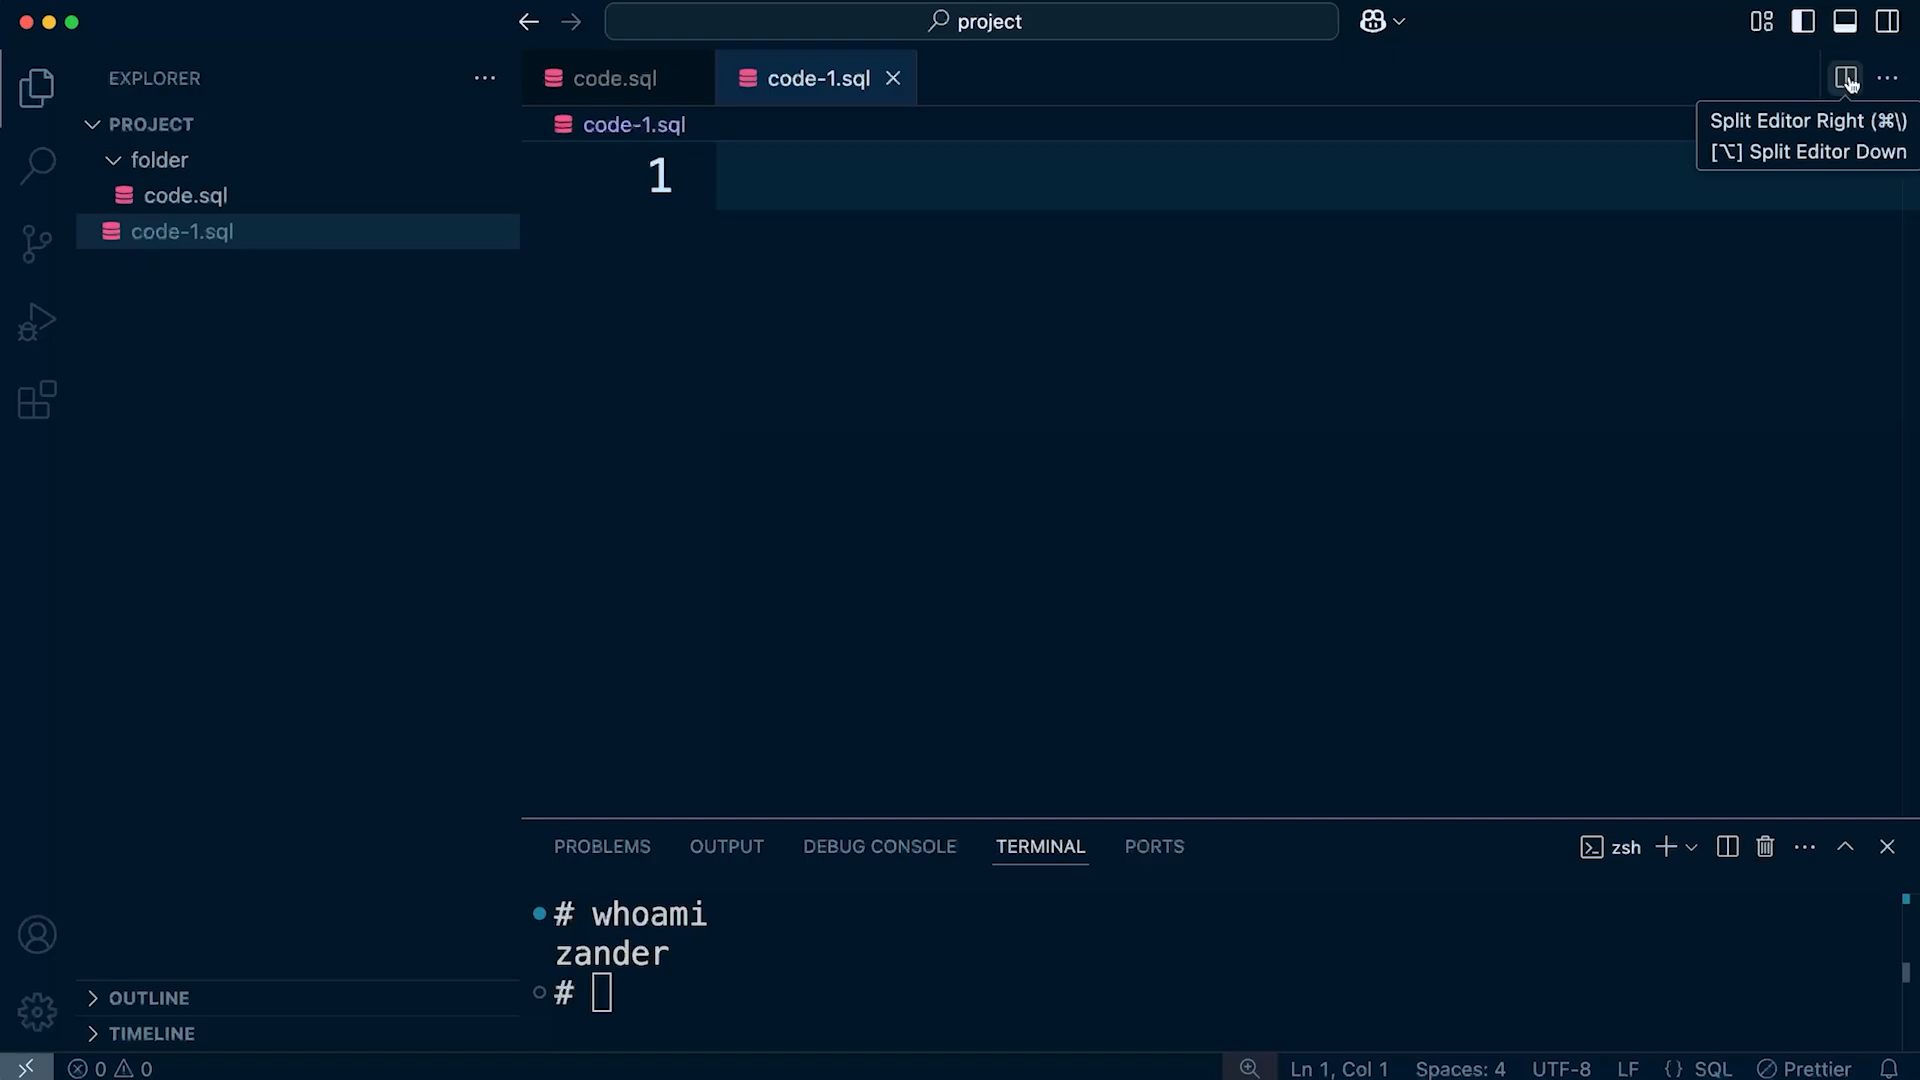 project
EXPLORER
PROJECT
folder
code.sql
code-1.sql
code.sql
code-1.sql
code-1.sql
1
Split Editor Right (⌘\)
[⌥] Split Editor Down
PROBLEMS
OUTPUT
DEBUG CONSOLE
TERMINAL
PORTS
zsh
# whoami
zander
#
OUTLINE
TIMELINE
0
0
Ln 1, Col 1
Spaces: 4
UTF-8
LF
{} SQL
Prettier